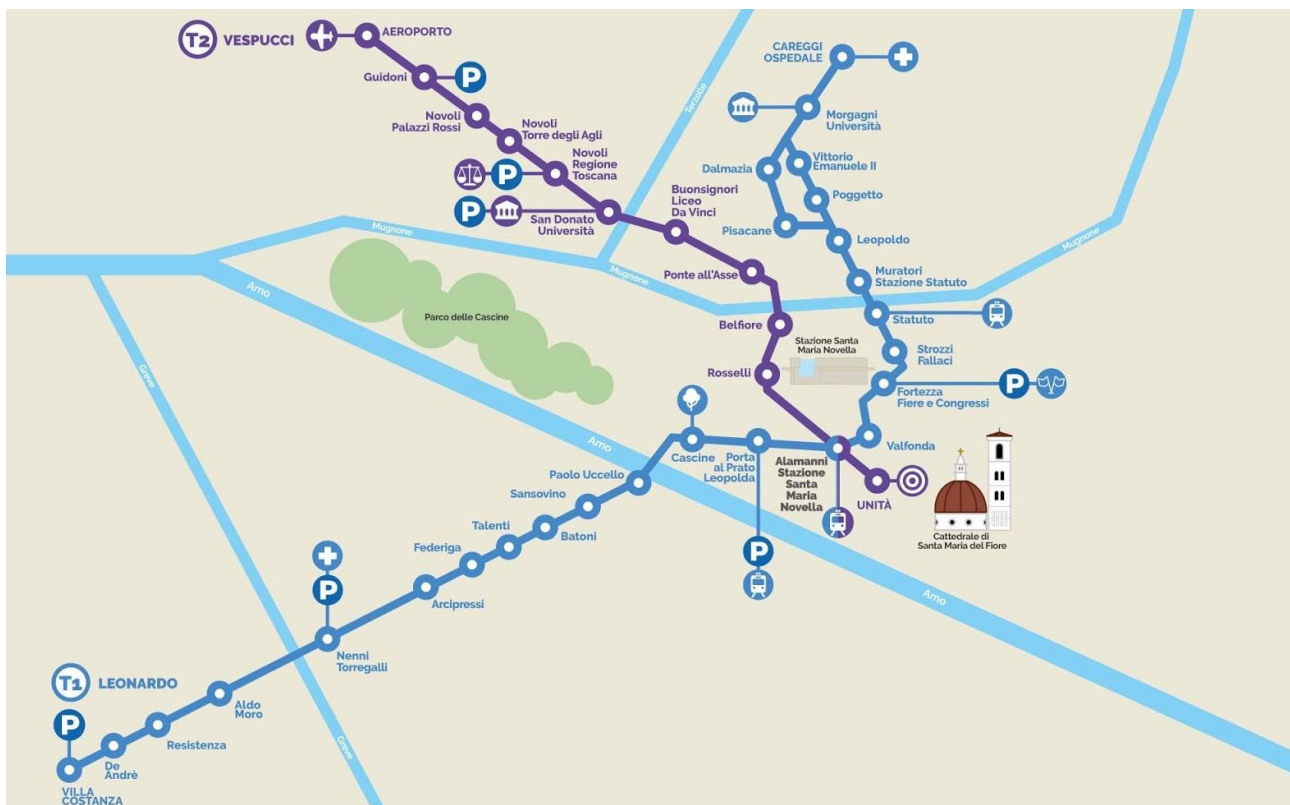 T2 VESPUCCI
AEROPORTO
Guidoni
P
Novoli
Palazzi Rossi
Novoli
Torre degli Agli
Novoli
Regione
Toscana
P
P
San Donato
Università
Buonsignori
Liceo
Da Vinci
Ponte all'Asse
Belfiore
Rosselli
Alamanni
Stazione
Santa
Maria
Novella
UNITÀ
CAREGGI
OSPEDALE
Morgagni
Università
Dalmazia
Vittorio
Emanuele II
Poggetto
Pisacane
Leopoldo
Muratori
Stazione Statuto
Statuto
Strozzi
Fallaci
Fortezza
Fiere e Congressi
P
Valfonda
Stazione Santa
Maria Novella
Cattedrale di
Santa Maria del Fiore
Terzolle
Mugnone
Mugnone
Mugnone
Arno
Arno
Arno
Greve
Greve
Parco delle Cascine
Cascine
Porta
al Prato
Leopolda
P
Paolo Uccello
Sansovino
Batoni
Talenti
Federiga
Arcipressi
P
Nenni
Torregalli
T1 LEONARDO
Aldo
Moro
P
Resistenza
De
Andrè
VILLA
COSTANZA